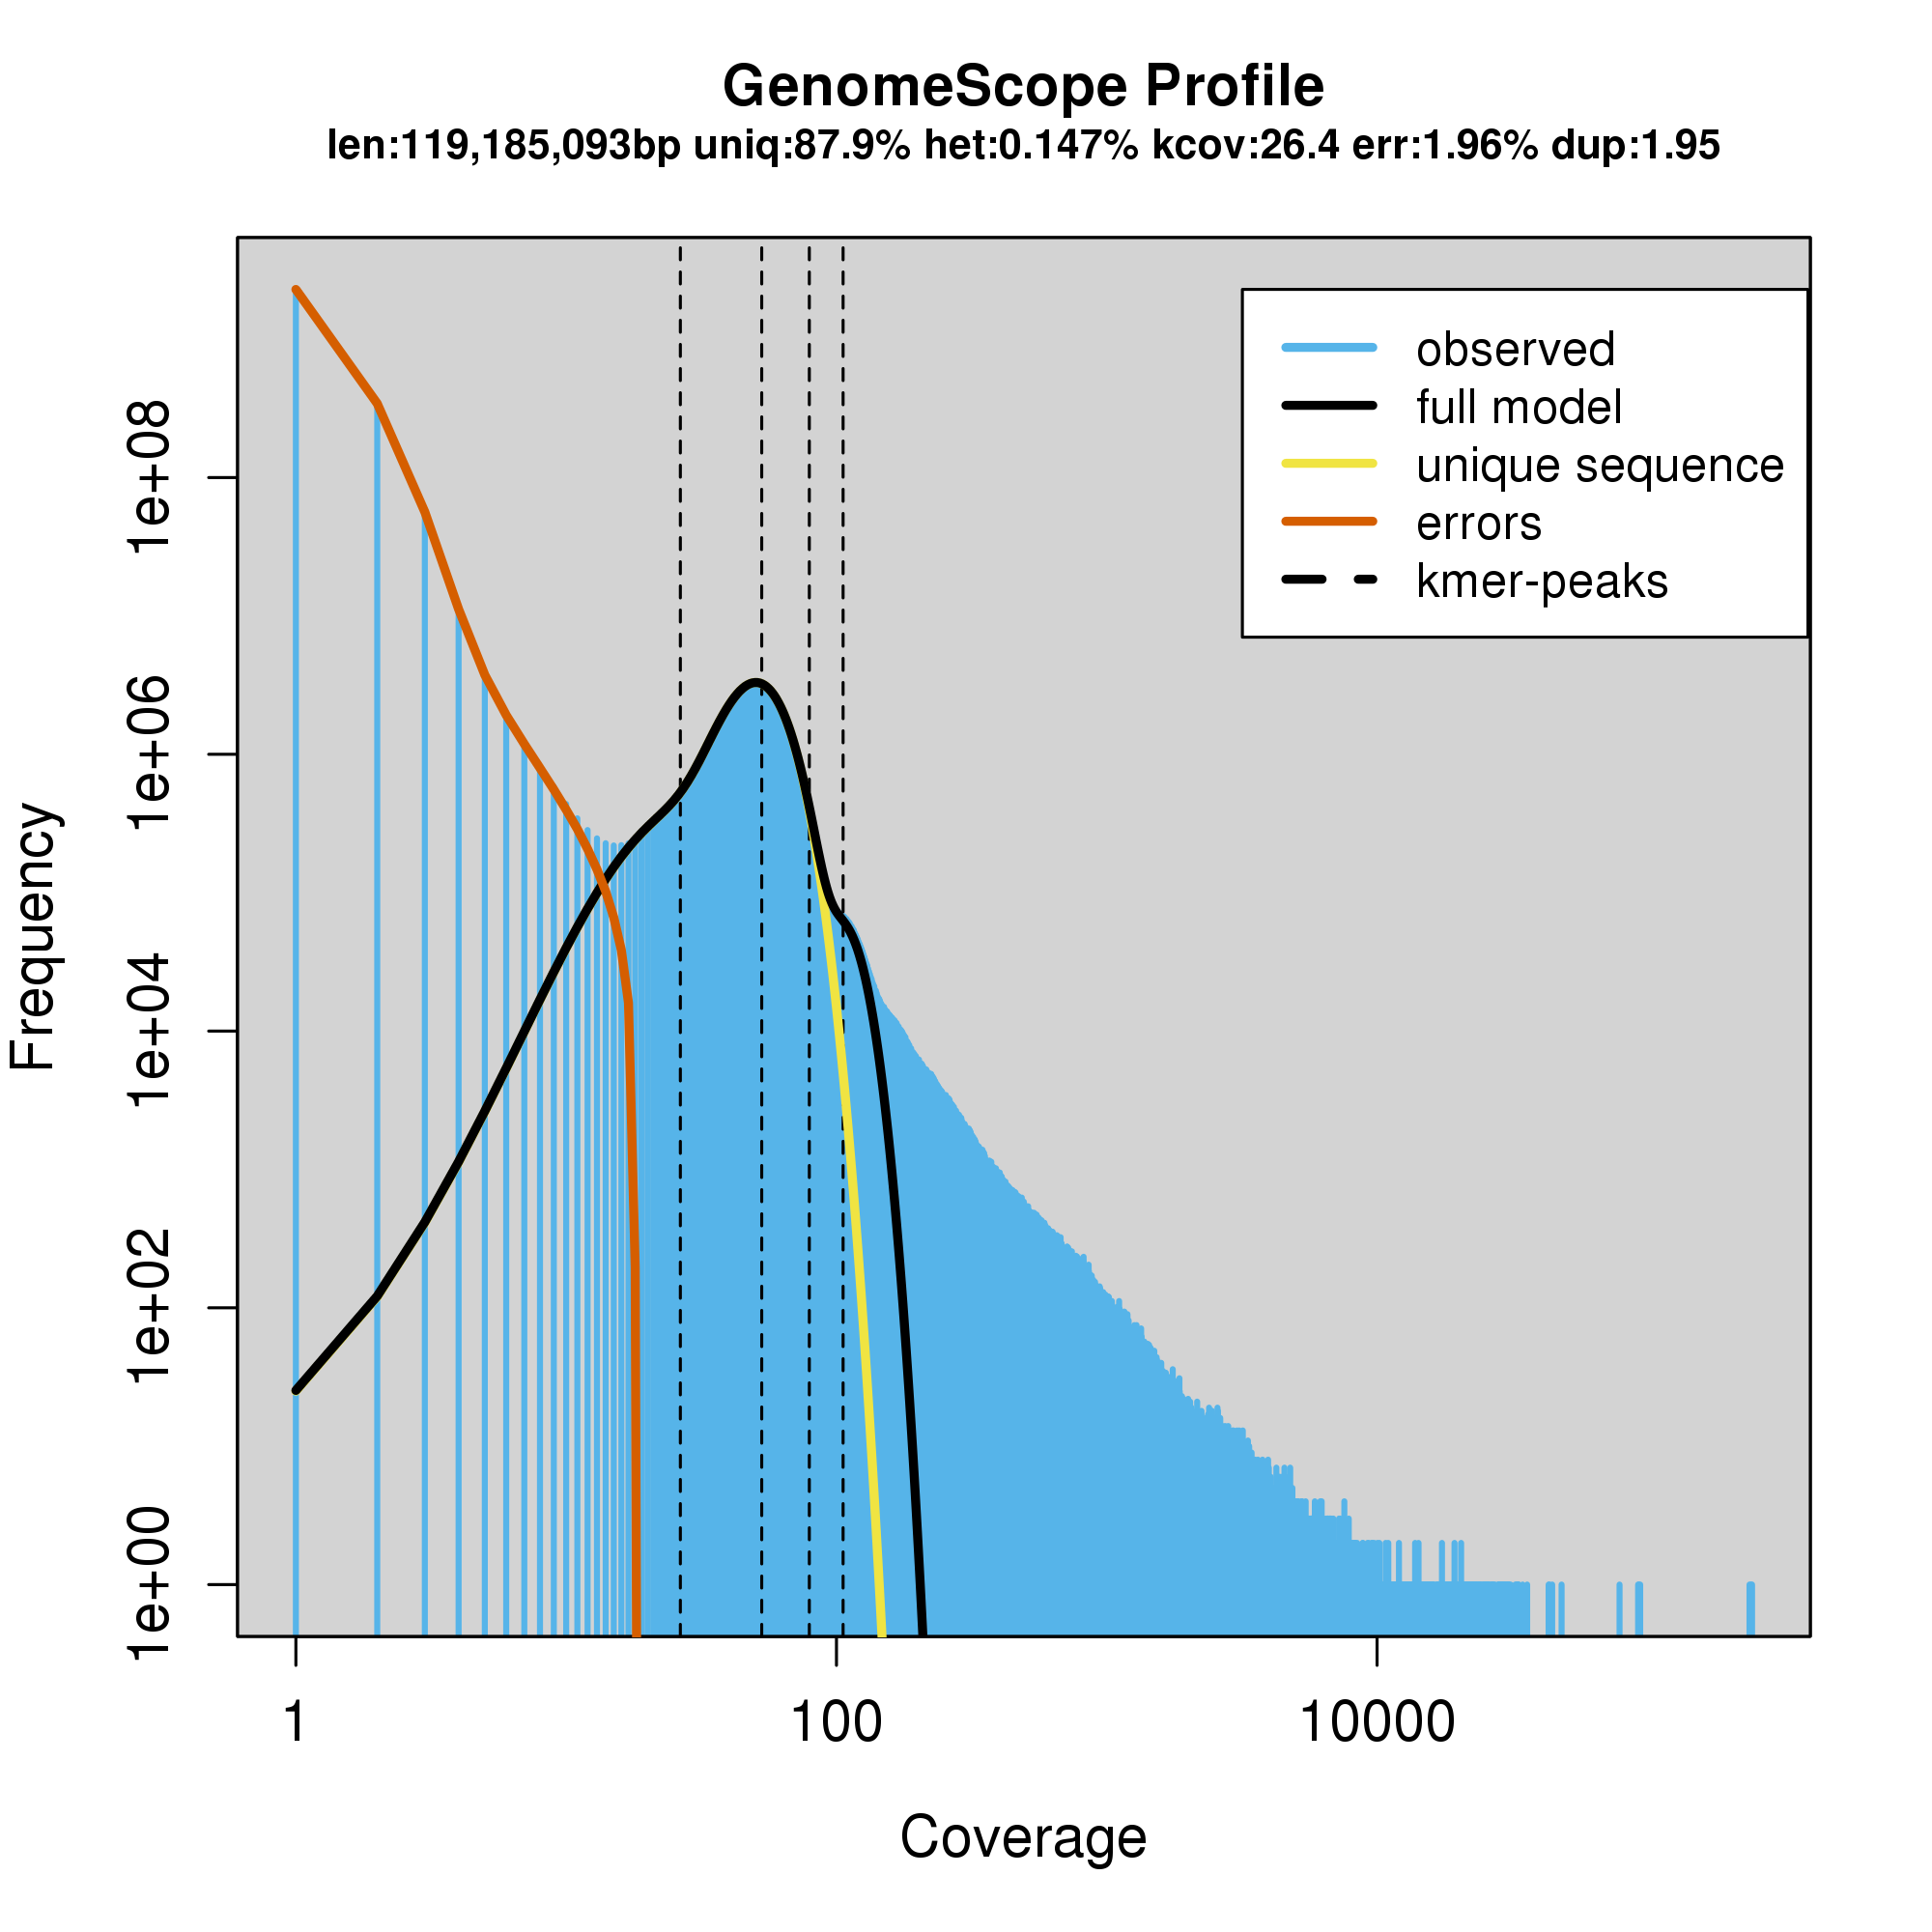 GenomeScope Profile
len:119,185,093bp uniq:87.9% het:0.147% kcov:26.4 err:1.96% dup:1.95
observed
full model
unique sequence
errors
kmer-peaks
Frequency
1e+08
1e+06
1e+04
1e+02
1e+00
1
100
10000
Coverage